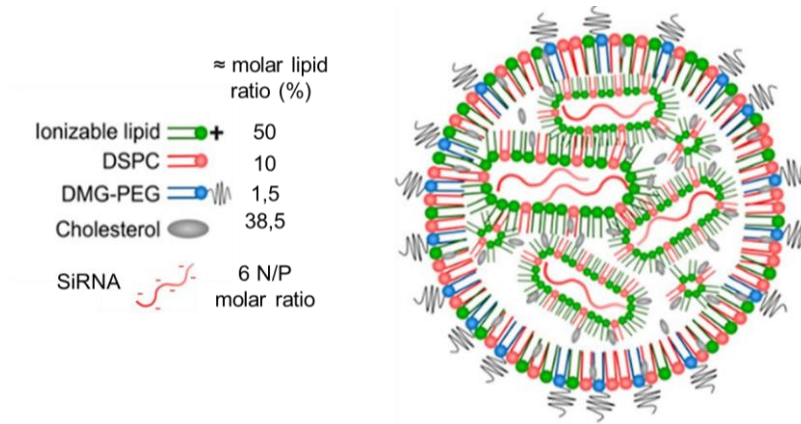 ≈ molar lipid
ratio (%)
Ionizable lipid + 50
DSPC 10
DMG-PEG 1,5
Cholesterol 38,5
SiRNA 6 N/P
molar ratio